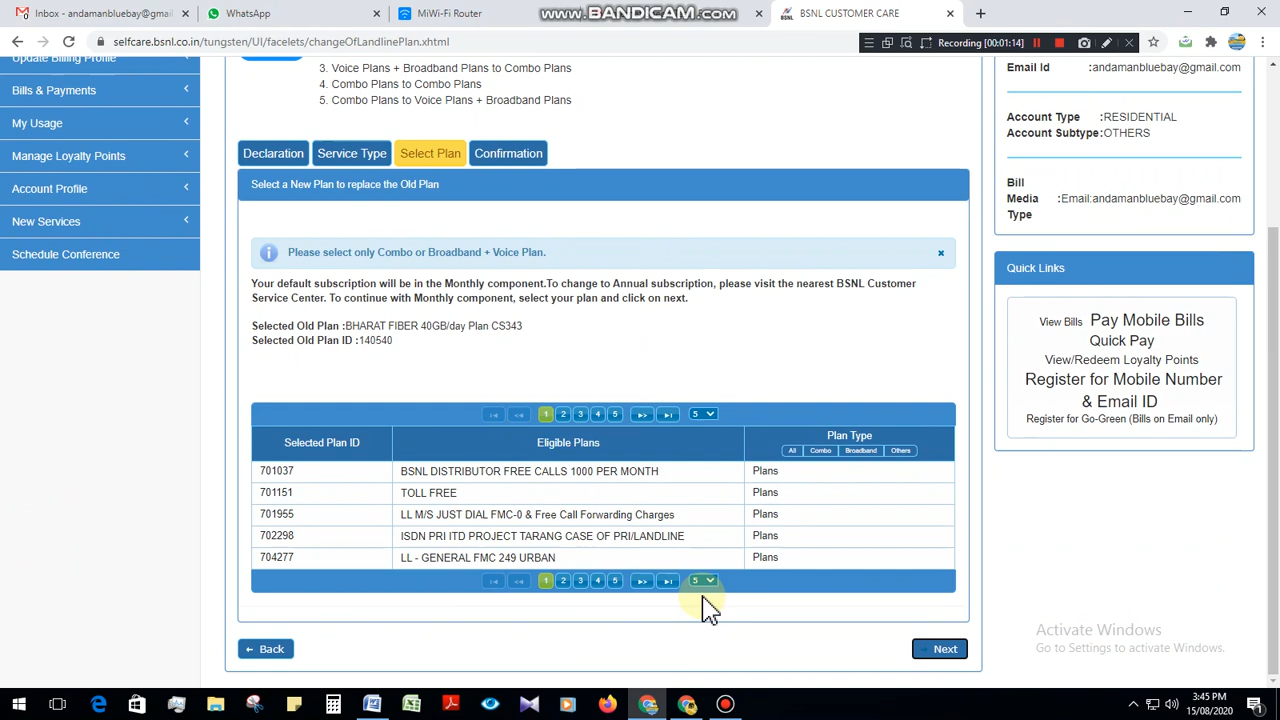 Inbox - andamanbluebay@gmail.c
WhatsApp
MiWi-Fi Router
www.BANDICAM.com
BSNL CUSTOMER CARE
selfcare.bsnl.co.in/tungsten/UI/facelets/changeOfLandlinePlan.xhtml
Recording [00:01:14]
Update Billing Profile
Bills & Payments
My Usage
Manage Loyalty Points
Account Profile
New Services
Schedule Conference
3. Voice Plans + Broadband Plans to Combo Plans
4. Combo Plans to Combo Plans
5. Combo Plans to Voice Plans + Broadband Plans
Declaration Service Type Select Plan Confirmation
Select a New Plan to replace the Old Plan
Please select only Combo or Broadband + Voice Plan.
Your default subscription will be in the Monthly component.To change to Annual subscription, please visit the nearest BSNL Customer
Service Center. To continue with Monthly component, select your plan and click on next.
Selected Old Plan :BHARAT FIBER 40GB/day Plan CS343
Selected Old Plan ID :140540
1 2 3 4 5 5
Selected Plan ID Eligible Plans Plan Type
All Combo Broadband Others
701037 BSNL DISTRIBUTOR FREE CALLS 1000 PER MONTH Plans
701151 TOLL FREE Plans
701955 LL M/S JUST DIAL FMC-0 & Free Call Forwarding Charges Plans
702298 ISDN PRI ITD PROJECT TARANG CASE OF PRI/LANDLINE Plans
704277 LL - GENERAL FMC 249 URBAN Plans
1 2 3 4 5 5
Back
Next
Email Id :andamanbluebay@gmail.com
Account Type :RESIDENTIAL
Account Subtype:OTHERS
Bill
Media :Email:andamanbluebay@gmail.com
Type
Quick Links
View Bills Pay Mobile Bills
Quick Pay
View/Redeem Loyalty Points
Register for Mobile Number
& Email ID
Register for Go-Green (Bills on Email only)
Activate Windows
Go to Settings to activate Windows.
3:45 PM
15/08/2020